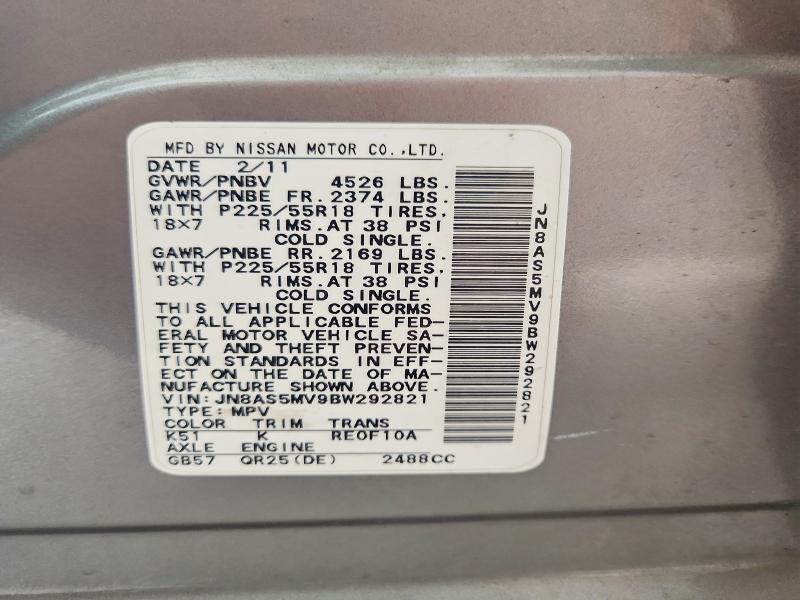 MFD BY NISSAN MOTOR CO.,LTD.
DATE 2/11
GVWR/PNBV 4526 LBS.
GAWR/PNBE FR. 2374 LBS.
WITH P225/55R18 TIRES.
18×7 RIMS.AT 38 PSI
COLD SINGLE.
GAWR/PNBE RR. 2169 LBS.
WITH P225/55R18 TIRES.
18×7 RIMS.AT 38 PSI
COLD SINGLE.
THIS VEHICLE CONFORMS
TO ALL APPLICABLE FED-
ERAL MOTOR VEHICLE SA-
FETY AND THEFT PREVEN-
TION STANDARDS IN EFF-
ECT ON THE DATE OF MA-
NUFACTURE SHOWN ABOVE.
VIN:JN8AS5MV9BW292821
TYPE:MPV
COLOR TRIM TRANS
K51 K RE0F10A
AXLE ENGINE
GB57 QR25(DE) 2488CC
JN8AS5MV9BW292821